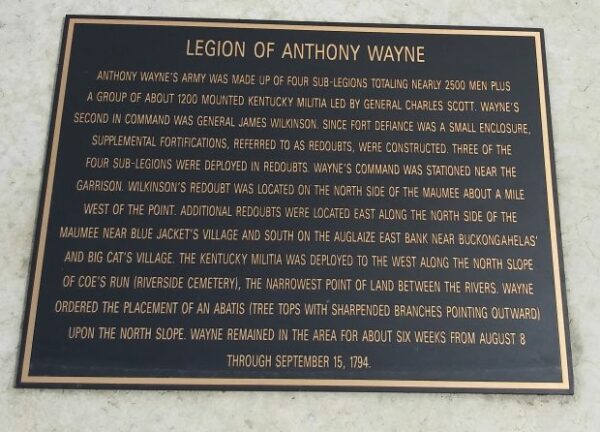 LEGION OF ANTHONY WAYNE
ANTHONY WAYNE'S ARMY WAS MADE UP OF FOUR SUB-LEGIONS TOTALING NEARLY 2500 MEN PLUS
A GROUP OF ABOUT 1200 MOUNTED KENTUCKY MILITIA LED BY GENERAL CHARLES SCOTT. WAYNE'S
SECOND IN COMMAND WAS GENERAL JAMES WILKINSON. SINCE FORT DEFIANCE WAS A SMALL ENCLOSURE,
SUPPLEMENTAL FORTIFICATIONS, REFERRED TO AS REDOUBTS, WERE CONSTRUCTED. THREE OF THE
FOUR SUB-LEGIONS WERE DEPLOYED IN REDOUBTS. WAYNE'S COMMAND WAS STATIONED NEAR THE
GARRISON. WILKINSON'S REDOUBT WAS LOCATED ON THE NORTH SIDE OF THE MAUMEE ABOUT A MILE
WEST OF THE POINT. ADDITIONAL REDOUBTS WERE LOCATED EAST ALONG THE NORTH SIDE OF THE
MAUMEE NEAR BLUE JACKET'S VILLAGE AND SOUTH ON THE AUGLAIZE EAST BANK NEAR BUCKONGAHELAS'
AND BIG CAT'S VILLAGE. THE KENTUCKY MILITIA WAS DEPLOYED TO THE WEST ALONG THE NORTH SLOPE
OF COE'S RUN (RIVERSIDE CEMETERY), THE NARROWEST POINT OF LAND BETWEEN THE RIVERS. WAYNE
ORDERED THE PLACEMENT OF AN ABATIS (TREE TOPS WITH SHARPENED BRANCHES POINTING OUTWARD)
UPON THE NORTH SLOPE. WAYNE REMAINED IN THE AREA FOR ABOUT SIX WEEKS FROM AUGUST 8
THROUGH SEPTEMBER 15, 1794.